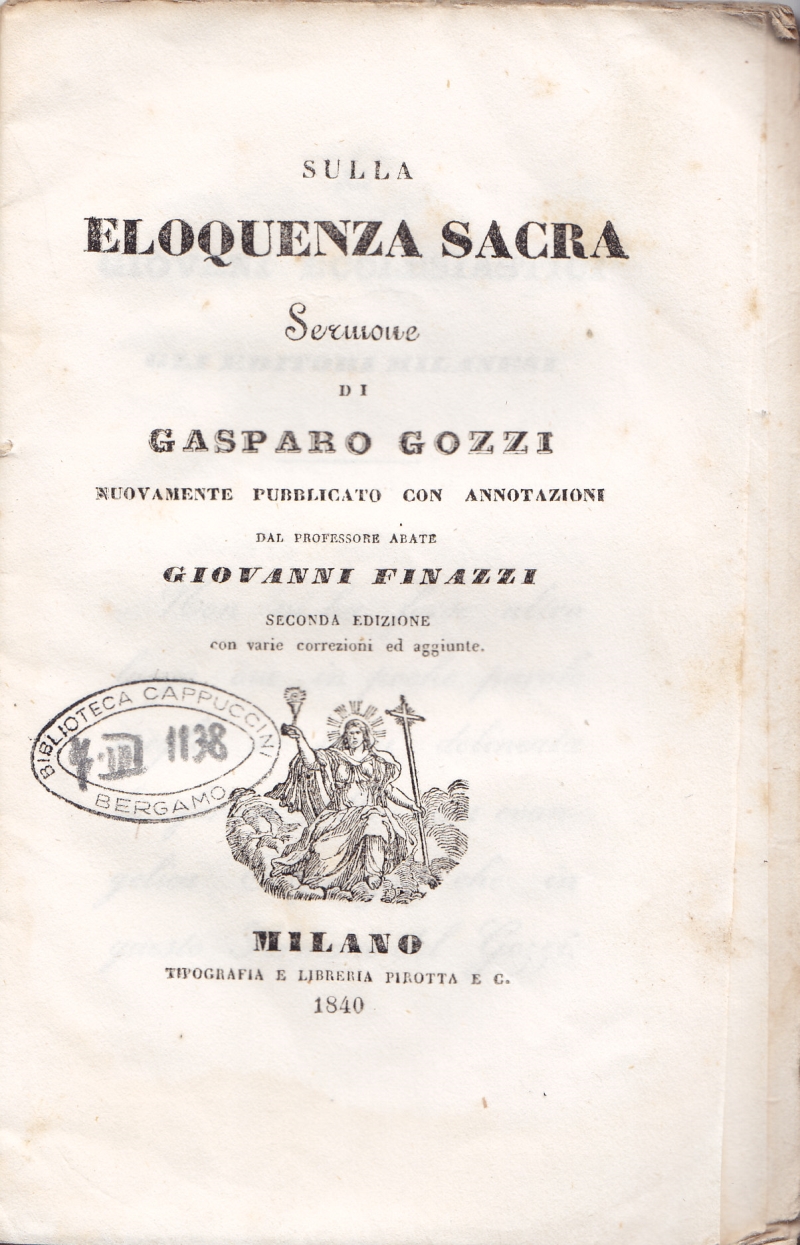 SULLA
ELOQUENZA SACRA
Sermone
DI
GASPARO GOZZI
NUOVAMENTE PUBBLICATO CON ANNOTAZIONI
DAL PROFESSORE ABATE
GIOVANNI FINAZZI
SECONDA EDIZIONE
con varie correzioni ed aggiunte.
BIBLIOTECA CAPPUCCINI
1138
BERGAMO
MILANO
TIPOGRAFIA E LIBRERIA PIROTTA E C.
1840